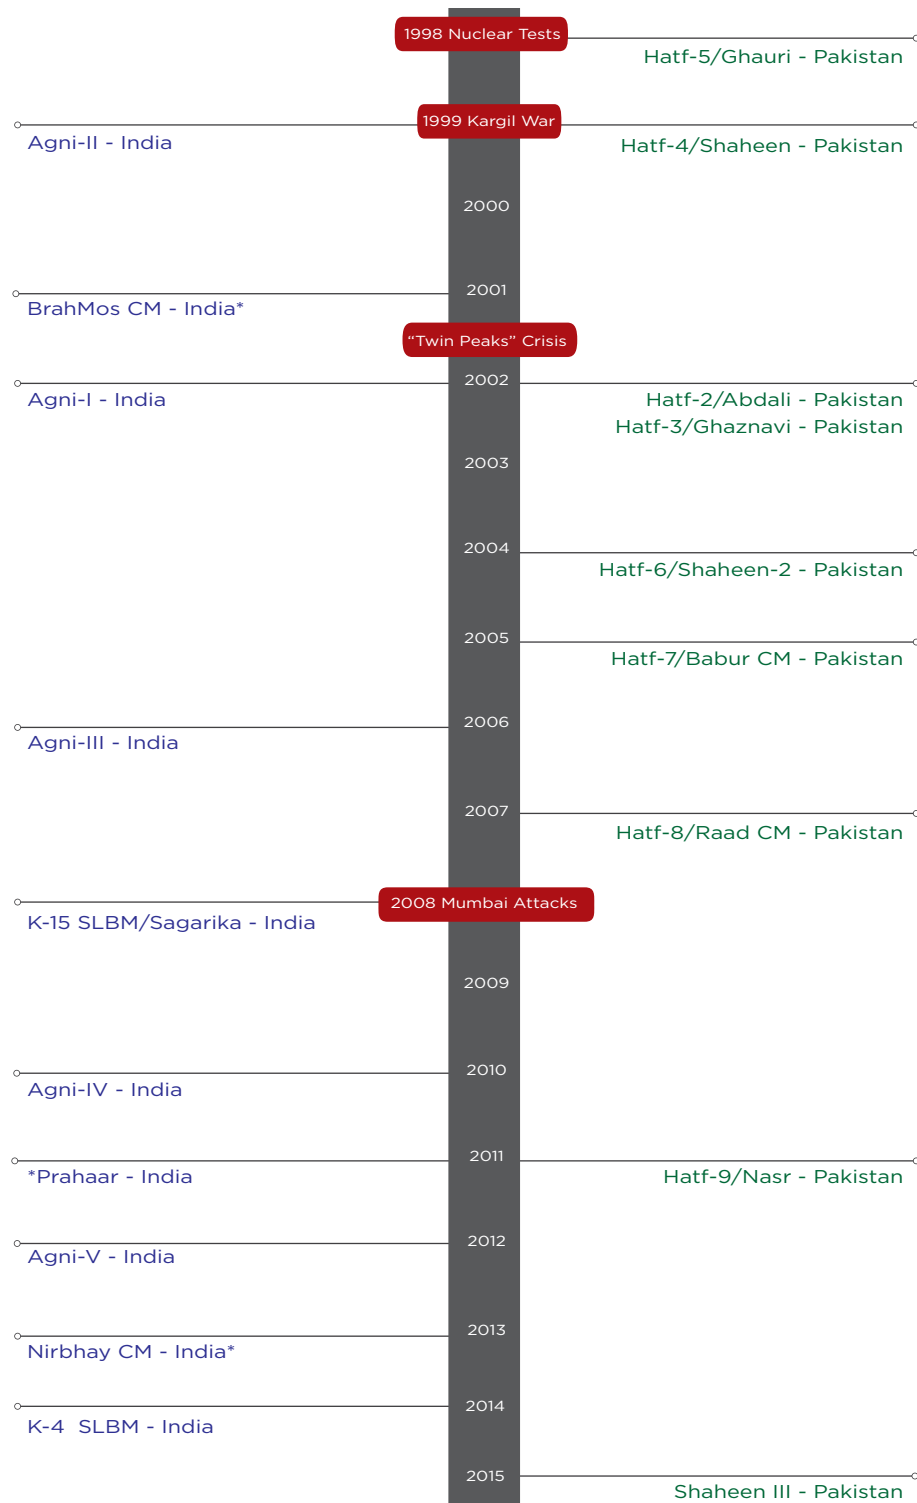 1998 Nuclear Tests
Hatf-5/Ghauri - Pakistan
1999 Kargil War
Agni-II - India
Hatf-4/Shaheen - Pakistan
2000
2001
BrahMos CM - India*
“Twin Peaks” Crisis
2002
Agni-I - India
Hatf-2/Abdali - Pakistan
Hatf-3/Ghaznavi - Pakistan
2003
2004
Hatf-6/Shaheen-2 - Pakistan
2005
Hatf-7/Babur CM - Pakistan
2006
Agni-III - India
2007
Hatf-8/Raad CM - Pakistan
2008 Mumbai Attacks
K-15 SLBM/Sagarika - India
2009
2010
Agni-IV - India
2011
*Prahaar - India
Hatf-9/Nasr - Pakistan
2012
Agni-V - India
2013
Nirbhay CM - India*
2014
K-4 SLBM - India
2015
Shaheen III - Pakistan